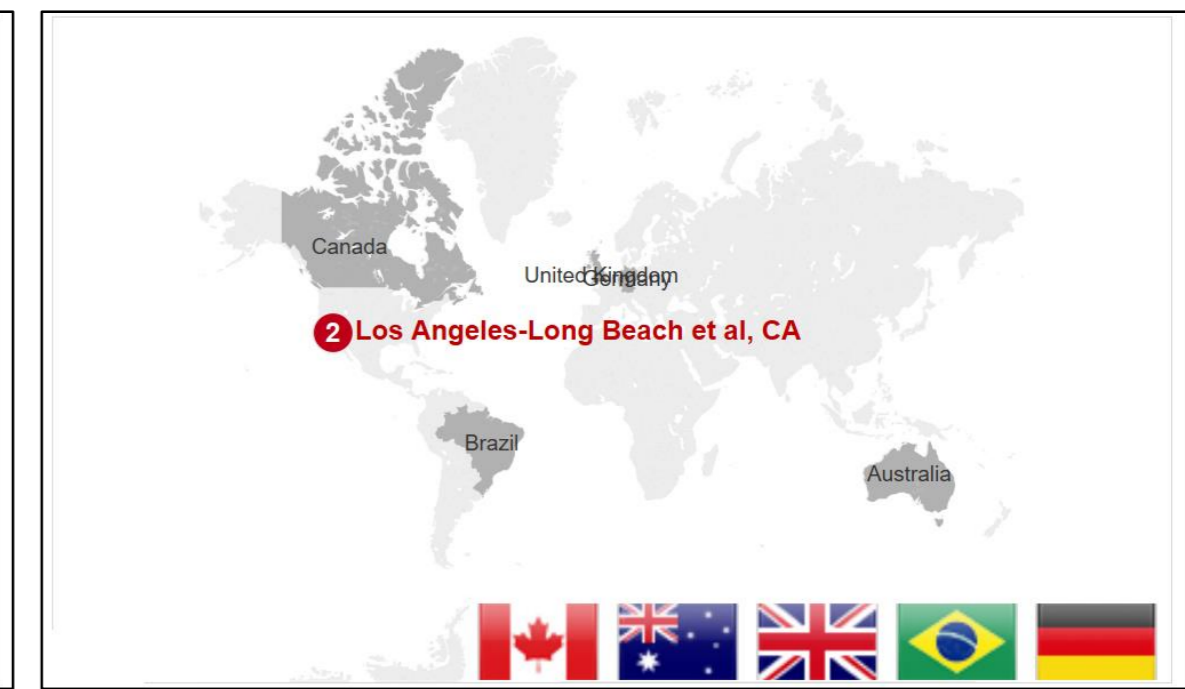 Canada
United Kingdom
Germany
2 Los Angeles-Long Beach et al, CA
Brazil
Australia